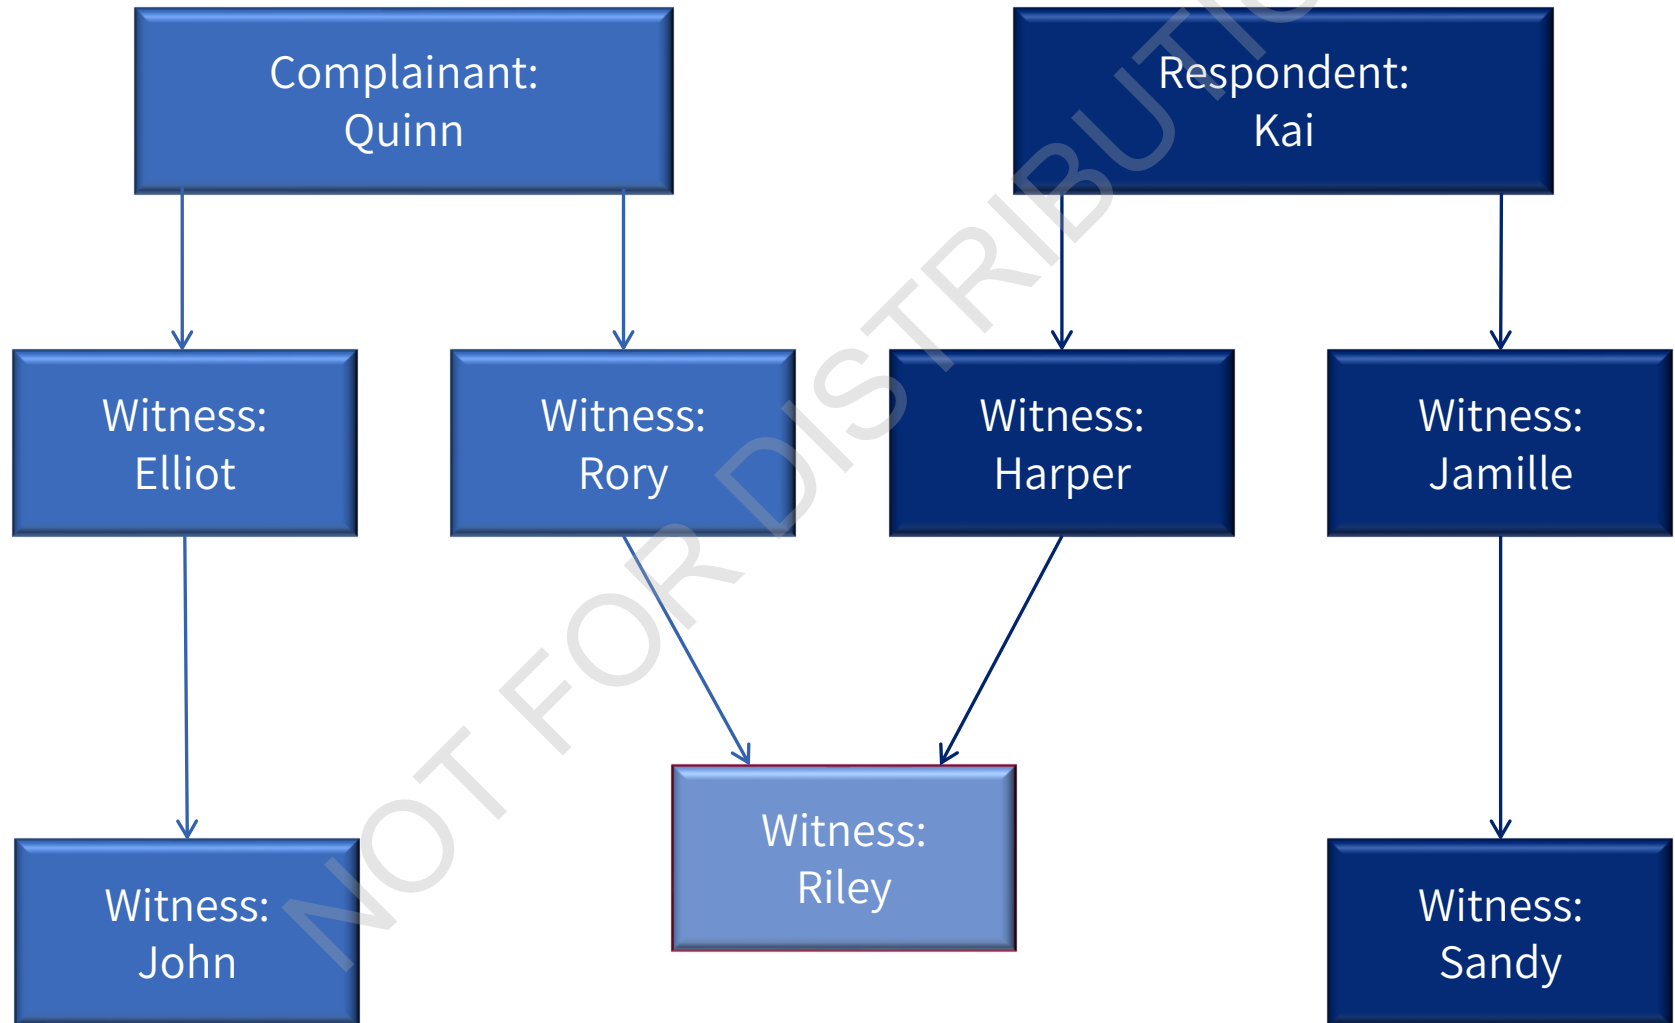 Complainant:
Quinn
Respondent:
Kai
Witness:
Elliot
Witness:
Rory
Witness:
Harper
Witness:
Jamille
Witness:
Riley
Witness:
John
Witness:
Sandy
NOT FOR DISTRIBUTIO